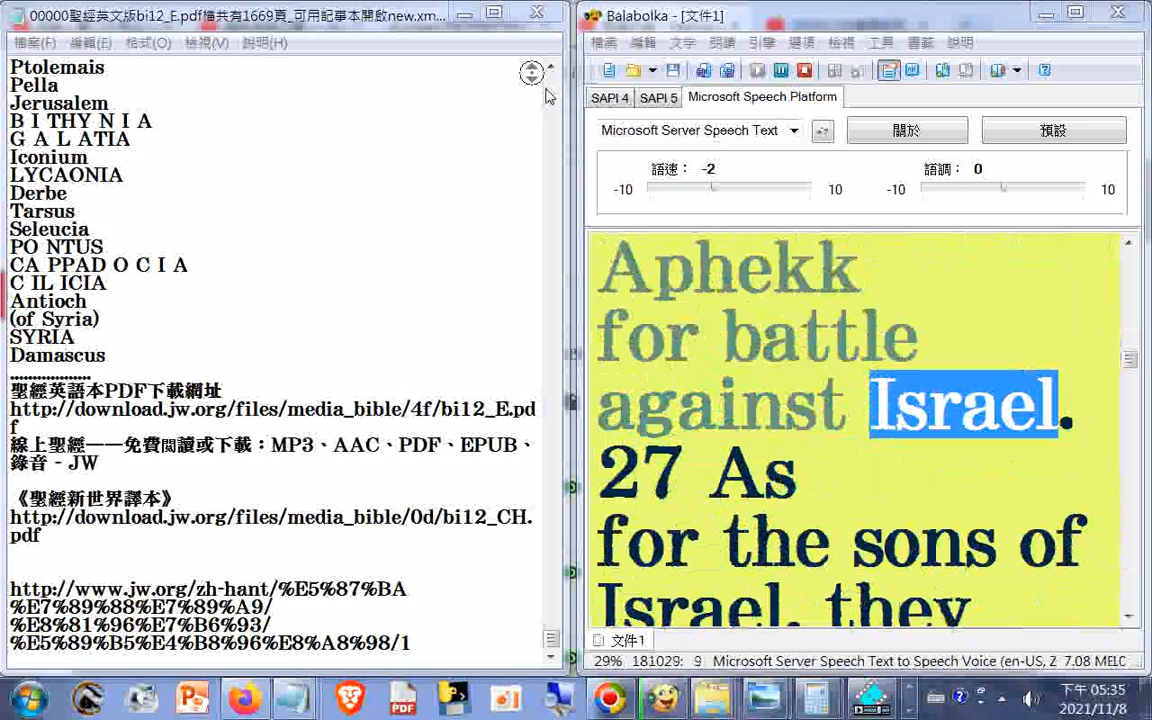 00000聖經英文版bi12_E.pdf檔共有1669頁_可用記事本開啟new.xm...
檔案(F) 編輯(E) 格式(O) 檢視(V) 說明(H)
Ptolemais
Pella
Jerusalem
B I THY N I A
G A L A TIA
Iconium
LYCAONIA
Derbe
Tarsus
Seleucia
PO NTUS
CA PPAD O C I A
C IL ICIA
Antioch
(of Syria)
SYRIA
Damascus
..................
聖經英語本PDF下載網址
http://download.jw.org/files/media_bible/4f/bi12_E.pd
f
線上聖經——免費閱讀或下載：MP3、AAC、PDF、EPUB、
錄音 - JW
《聖經新世界譯本》
http://download.jw.org/files/media_bible/0d/bi12_CH.
pdf
http://www.jw.org/zh-hant/%E5%87%BA
%E7%89%88%E7%89%A9/
%E8%81%96%E7%B6%93/
%E5%89%B5%E4%B8%96%E8%A8%98/1
Balabolka - [文件1]
檔案 編輯 文字 朗讀 引擎 選項 檢視 工具 書籤 說明
SAPI 4 SAPI 5 Microsoft Speech Platform
Microsoft Server Speech Text 關於 預設
語速： -2 語調： 0
-10 10 -10 10
Aphekk
for battle
against Israel.
27 As
for the sons of
Israel, they
文件1
29% 181029: 9 Microsoft Server Speech Text to Speech Voice (en-US, Z 7.08 MELC
PDF
下午 05:35
2021/11/8